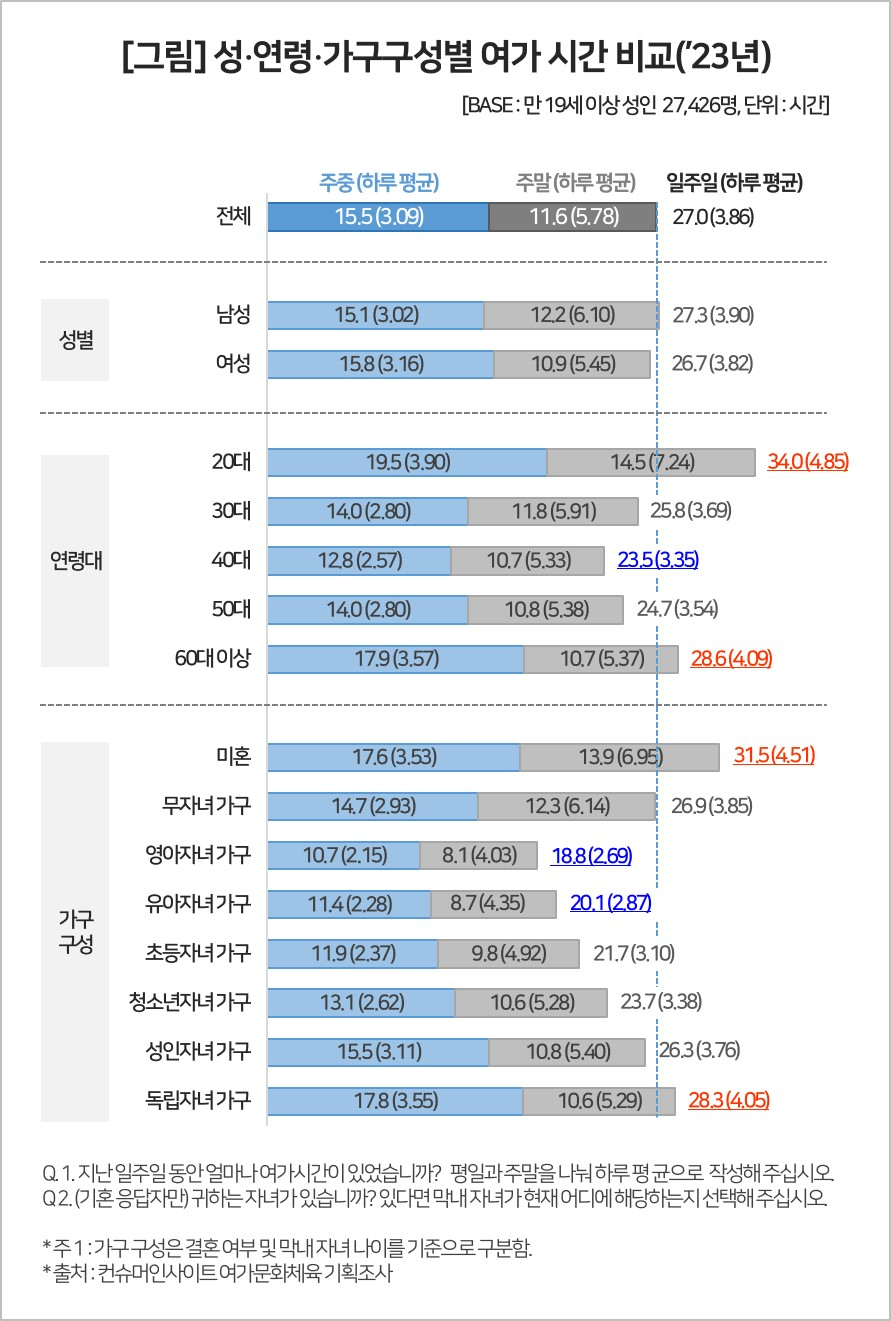 [그림] 성·연령·가구구성별 여가 시간 비교(’23년)
[BASE : 만 19세 이상 성인 27,426명, 단위 : 시간]
주중 (하루 평균) 주말 (하루 평균) 일주일 (하루 평균)
전체 15.5 (3.09) 11.6 (5.78) 27.0 (3.86)
성별
남성 15.1 (3.02) 12.2 (6.10) 27.3 (3.90)
여성 15.8 (3.16) 10.9 (5.45) 26.7 (3.82)
연령대
20대 19.5 (3.90) 14.5 (7.24) 34.0 (4.85)
30대 14.0 (2.80) 11.8 (5.91) 25.8 (3.69)
40대 12.8 (2.57) 10.7 (5.33) 23.5 (3.35)
50대 14.0 (2.80) 10.8 (5.38) 24.7 (3.54)
60대 이상 17.9 (3.57) 10.7 (5.37) 28.6 (4.09)
가구
구성
미혼 17.6 (3.53) 13.9 (6.95) 31.5 (4.51)
무자녀 가구 14.7 (2.93) 12.3 (6.14) 26.9 (3.85)
영아자녀 가구 10.7 (2.15) 8.1 (4.03) 18.8 (2.69)
유아자녀 가구 11.4 (2.28) 8.7 (4.35) 20.1 (2.87)
초등자녀 가구 11.9 (2.37) 9.8 (4.92) 21.7 (3.10)
청소년자녀 가구 13.1 (2.62) 10.6 (5.28) 23.7 (3.38)
성인자녀 가구 15.5 (3.11) 10.8 (5.40) 26.3 (3.76)
독립자녀 가구 17.8 (3.55) 10.6 (5.29) 28.3 (4.05)
Q. 1. 지난 일주일 동안 얼마나 여가시간이 있었습니까? 평일과 주말을 나눠 하루 평 균으로 작성해 주십시오.
Q 2. (기혼 응답자만) 귀하는 자녀가 있습니까? 있다면 막내 자녀가 현재 어디에 해당하는지 선택해 주십시오.
* 주 1 : 가구 구성은 결혼 여부 및 막내 자녀 나이를 기준으로 구분함.
* 출처 : 컨슈머인사이트 여가문화체육 기획조사